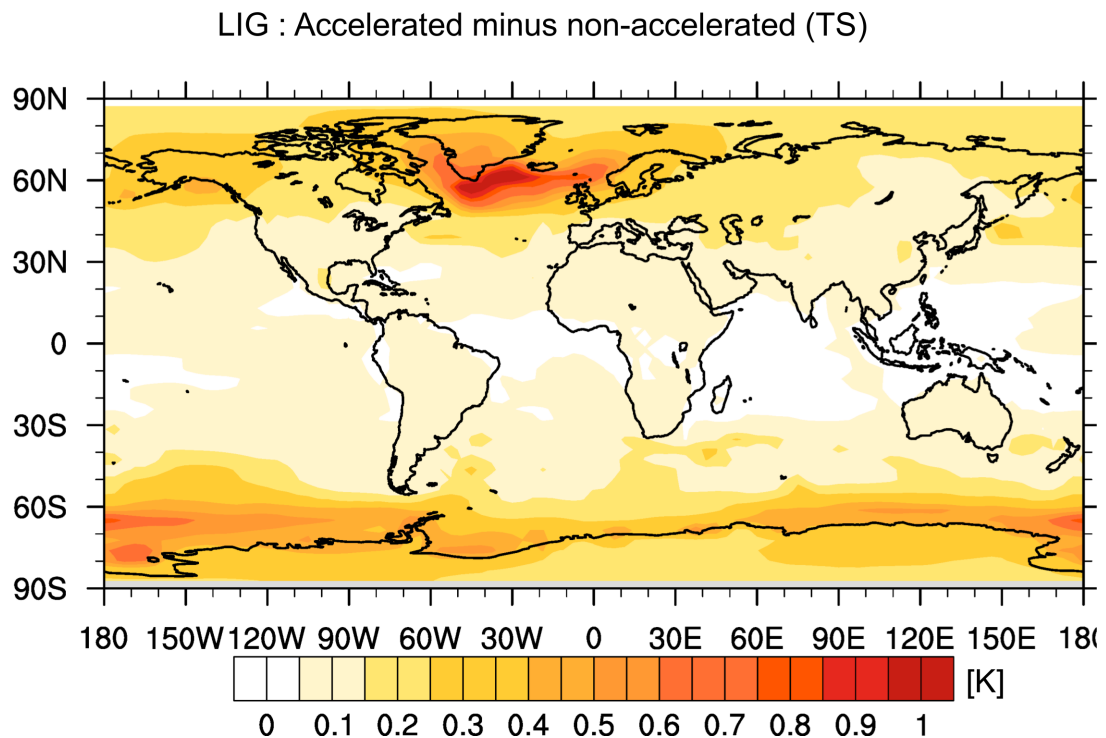 LIG : Accelerated minus non-accelerated (TS)
90N
60N
30N
0
30S
60S
90S
180 150W 120W 90W 60W 30W 0 30E 60E 90E 120E 150E 180
[K]
0 0.1 0.2 0.3 0.4 0.5 0.6 0.7 0.8 0.9 1